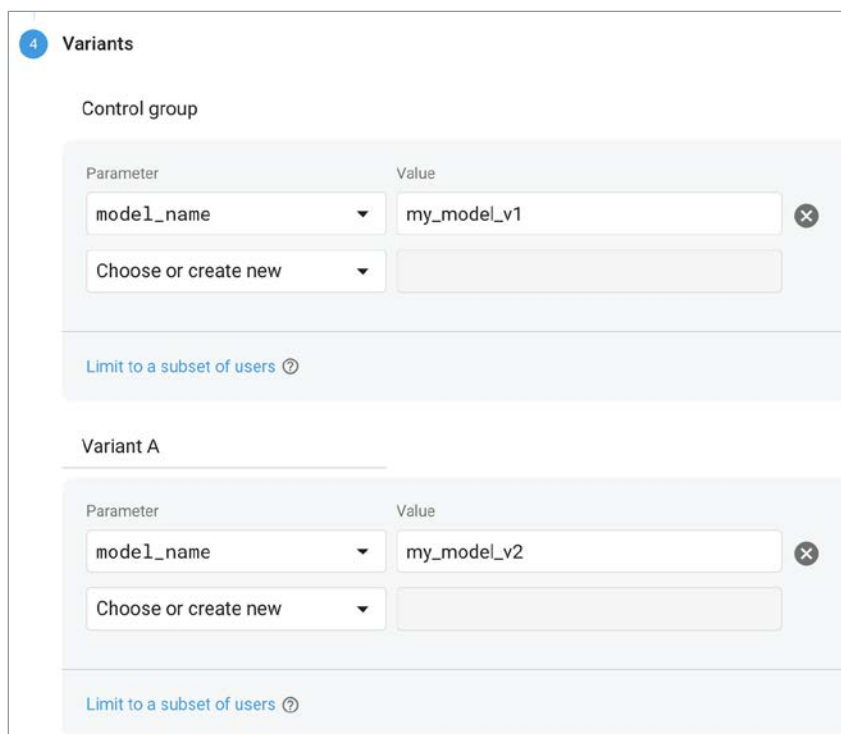 4 Variants
Control group
Parameter Value
model_name my_model_v1
Choose or create new
Limit to a subset of users ?
Variant A
Parameter Value
model_name my_model_v2
Choose or create new
Limit to a subset of users ?